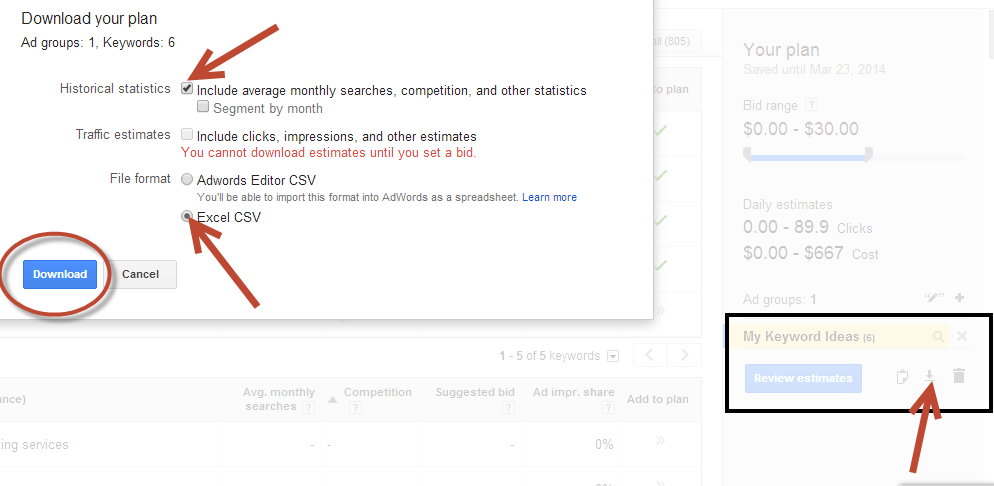 Download your plan
Ad groups: 1, Keywords: 6
Historical statistics
Include average monthly searches, competition, and other statistics
Segment by month
Traffic estimates
Include clicks, impressions, and other estimates
You cannot download estimates until you set a bid.
File format
Adwords Editor CSV
You'll be able to import this format into AdWords as a spreadsheet. Learn more
Excel CSV
Download
Cancel
(805)
to plan
1 - 5 of 5 keywords
Avg. monthly searches ?
Competition ?
Suggested bid ?
Ad impr. share ?
Add to plan
ing services
- - - 0%
Your plan
Saved until Mar 23, 2014
Bid range ?
$0.00 - $30.00
Daily estimates
0.00 - 89.9 Clicks
$0.00 - $667 Cost
Ad groups: 1
My Keyword Ideas (6)
Review estimates